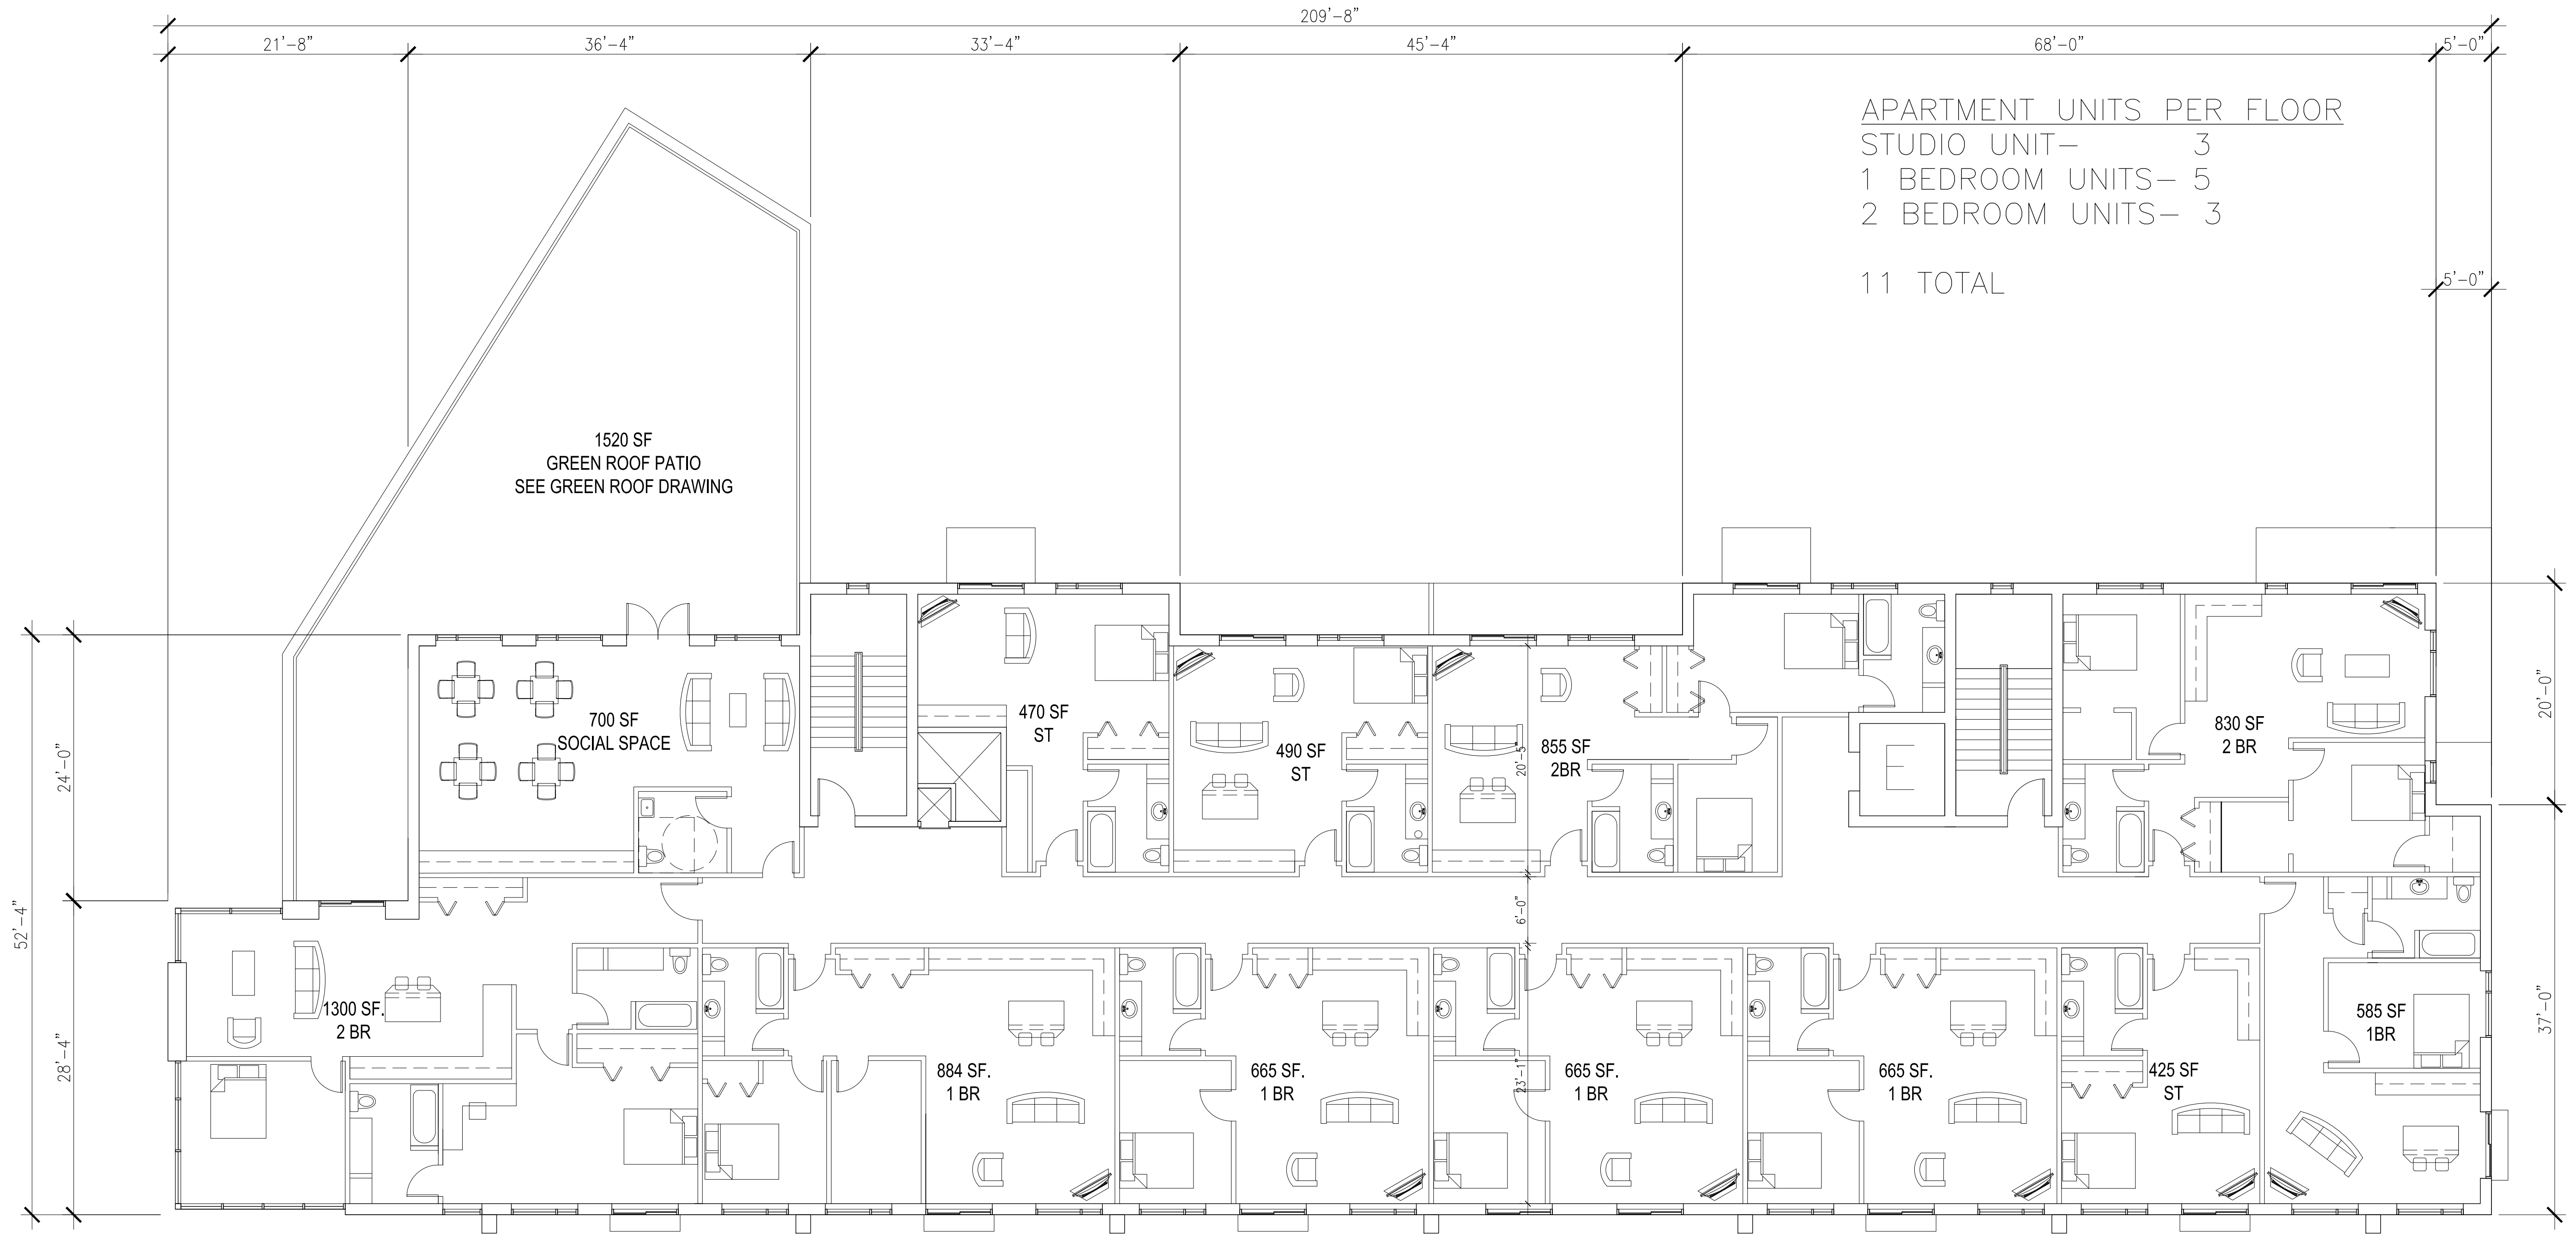 209'-8"
21'-8"
36'-4"
33'-4"
45'-4"
68'-0"
5'-0"
APARTMENT UNITS PER FLOOR
STUDIO UNIT- 3
1 BEDROOM UNITS- 5
2 BEDROOM UNITS- 3
11 TOTAL
5'-0"
1520 SF
GREEN ROOF PATIO
SEE GREEN ROOF DRAWING
52'-4"
24'-0"
28'-4"
20'-0"
37'-0"
700 SF
SOCIAL SPACE
470 SF
ST
490 SF
ST
20'-5"
855 SF
2BR
830 SF
2 BR
6'-0"
1300 SF.
2 BR
884 SF.
1 BR
665 SF.
1 BR
23'-1"
665 SF.
1 BR
665 SF.
1 BR
425 SF
ST
585 SF
1BR
E